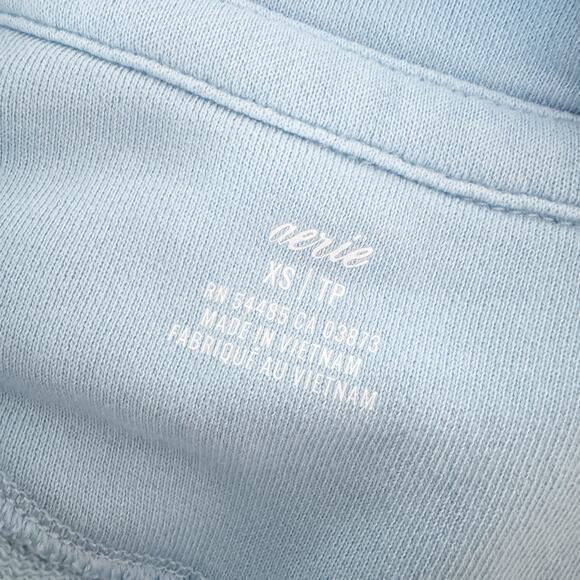 aerie
XS | TP
RN 54485 CA 03873
MADE IN VIETNAM
FABRIQUÉ AU VIETNAM